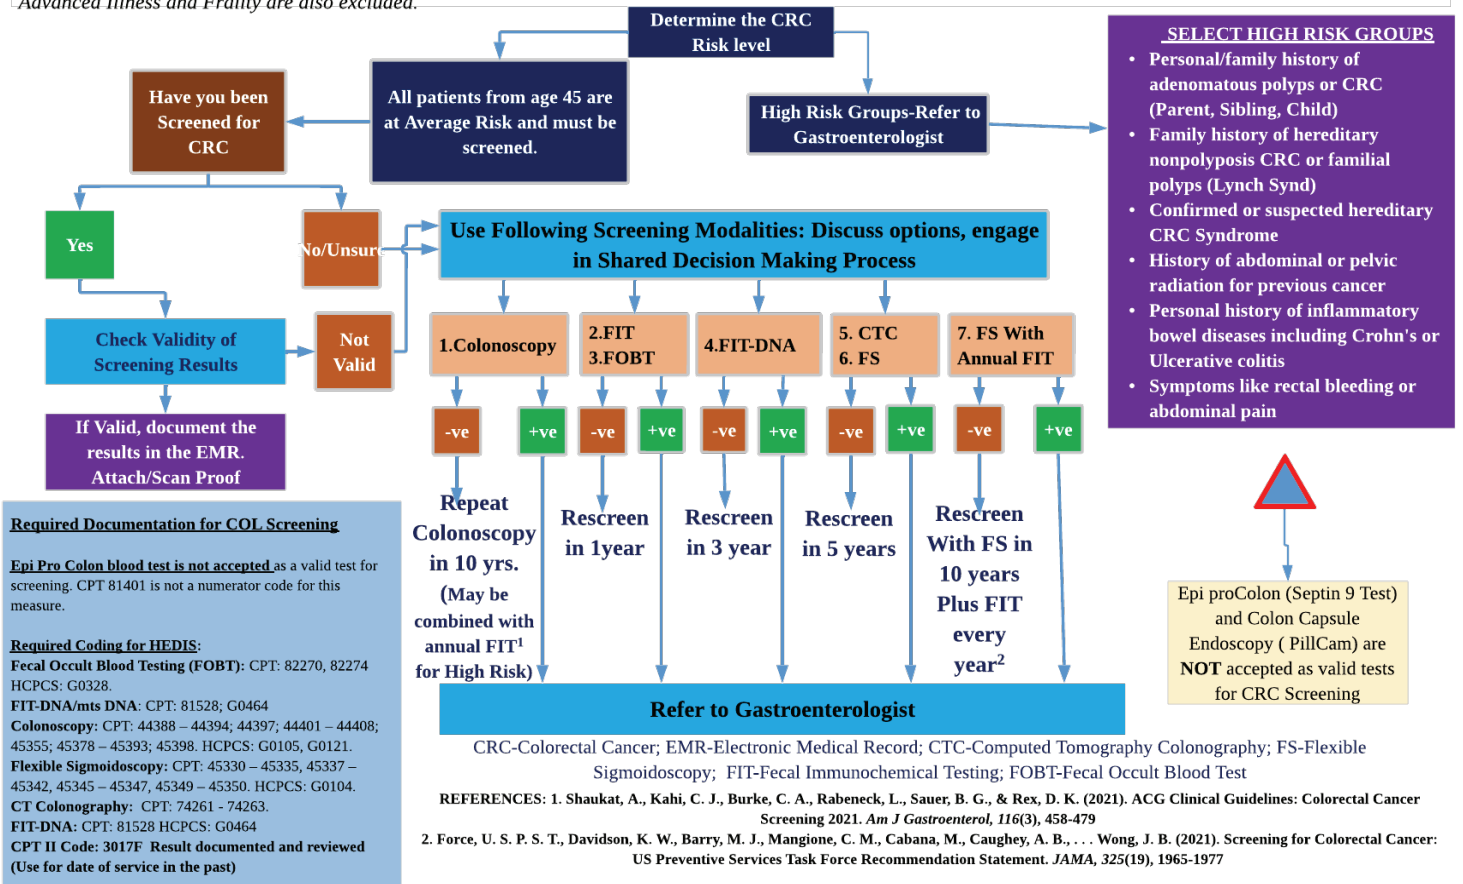 Advanced Illness and Frailty are also excluded.
Determine the CRC
Risk level
Have you been
Screened for
CRC
All patients from age 45 are
at Average Risk and must be
screened.
High Risk Groups-Refer to
Gastroenterologist
SELECT HIGH RISK GROUPS
• Personal/family history of
adenomatous polyps or CRC
(Parent, Sibling, Child)
• Family history of hereditary
nonpolyposis CRC or familial
polyps (Lynch Synd)
• Confirmed or suspected hereditary
CRC Syndrome
• History of abdominal or pelvic
radiation for previous cancer
• Personal history of inflammatory
bowel diseases including Crohn's or
Ulcerative colitis
• Symptoms like rectal bleeding or
abdominal pain
Yes
No/Unsure
Use Following Screening Modalities: Discuss options, engage
in Shared Decision Making Process
Check Validity of
Screening Results
Not
Valid
If Valid, document the
results in the EMR.
Attach/Scan Proof
1.Colonoscopy
2.FIT
3.FOBT
4.FIT-DNA
5. CTC
6. FS
7. FS With
Annual FIT
-ve
+ve
-ve
+ve
-ve
+ve
-ve
+ve
-ve
+ve
Repeat
Colonoscopy
in 10 yrs.
(May be
combined with
annual FIT¹
for High Risk)
Rescreen
in 1year
Rescreen
in 3 year
Rescreen
in 5 years
Rescreen
With FS in
10 years
Plus FIT
every
year²
Refer to Gastroenterologist
Epi proColon (Septin 9 Test)
and Colon Capsule
Endoscopy ( PillCam) are
NOT accepted as valid tests
for CRC Screening
Required Documentation for COL Screening
Epi Pro Colon blood test is not accepted as a valid test for
screening. CPT 81401 is not a numerator code for this
measure.
Required Coding for HEDIS:
Fecal Occult Blood Testing (FOBT): CPT: 82270, 82274
HCPCS: G0328.
FIT-DNA/mts DNA: CPT: 81528; G0464
Colonoscopy: CPT: 44388 – 44394; 44397; 44401 – 44408;
45355; 45378 – 45393; 45398. HCPCS: G0105, G0121.
Flexible Sigmoidoscopy: CPT: 45330 – 45335, 45337 –
45342, 45345 – 45347, 45349 – 45350. HCPCS: G0104.
CT Colonography: CPT: 74261 - 74263.
FIT-DNA: CPT: 81528 HCPCS: G0464
CPT II Code: 3017F Result documented and reviewed
(Use for date of service in the past)
CRC-Colorectal Cancer; EMR-Electronic Medical Record; CTC-Computed Tomography Colonography; FS-Flexible
Sigmoidoscopy; FIT-Fecal Immunochemical Testing; FOBT-Fecal Occult Blood Test
REFERENCES: 1. Shaukat, A., Kahi, C. J., Burke, C. A., Rabeneck, L., Sauer, B. G., & Rex, D. K. (2021). ACG Clinical Guidelines: Colorectal Cancer
Screening 2021. Am J Gastroenterol, 116(3), 458-479
2. Force, U. S. P. S. T., Davidson, K. W., Barry, M. J., Mangione, C. M., Cabana, M., Caughey, A. B., . . . Wong, J. B. (2021). Screening for Colorectal Cancer:
US Preventive Services Task Force Recommendation Statement. JAMA, 325(19), 1965-1977